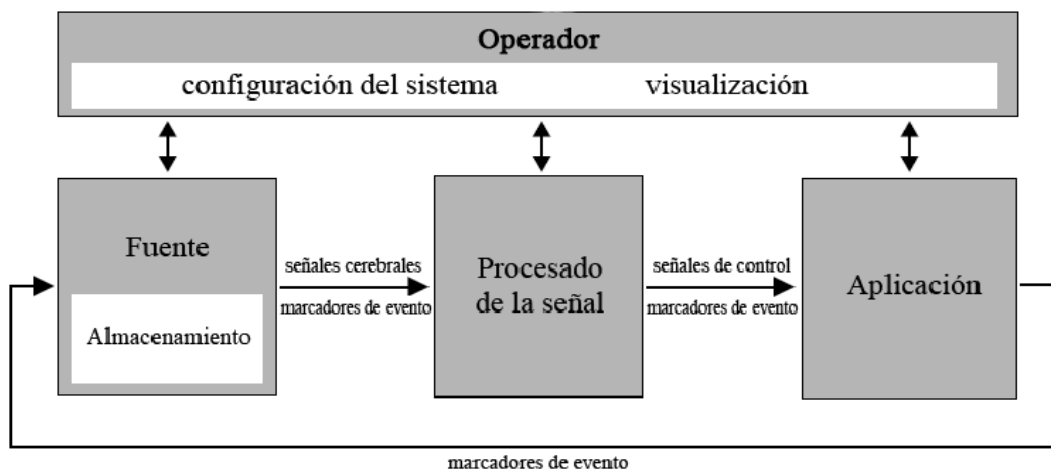 Operador
configuración del sistema visualización
Fuente
Almacenamiento
señales cerebrales
marcadores de evento
Procesado
de la señal
señales de control
marcadores de evento
Aplicación
marcadores de evento